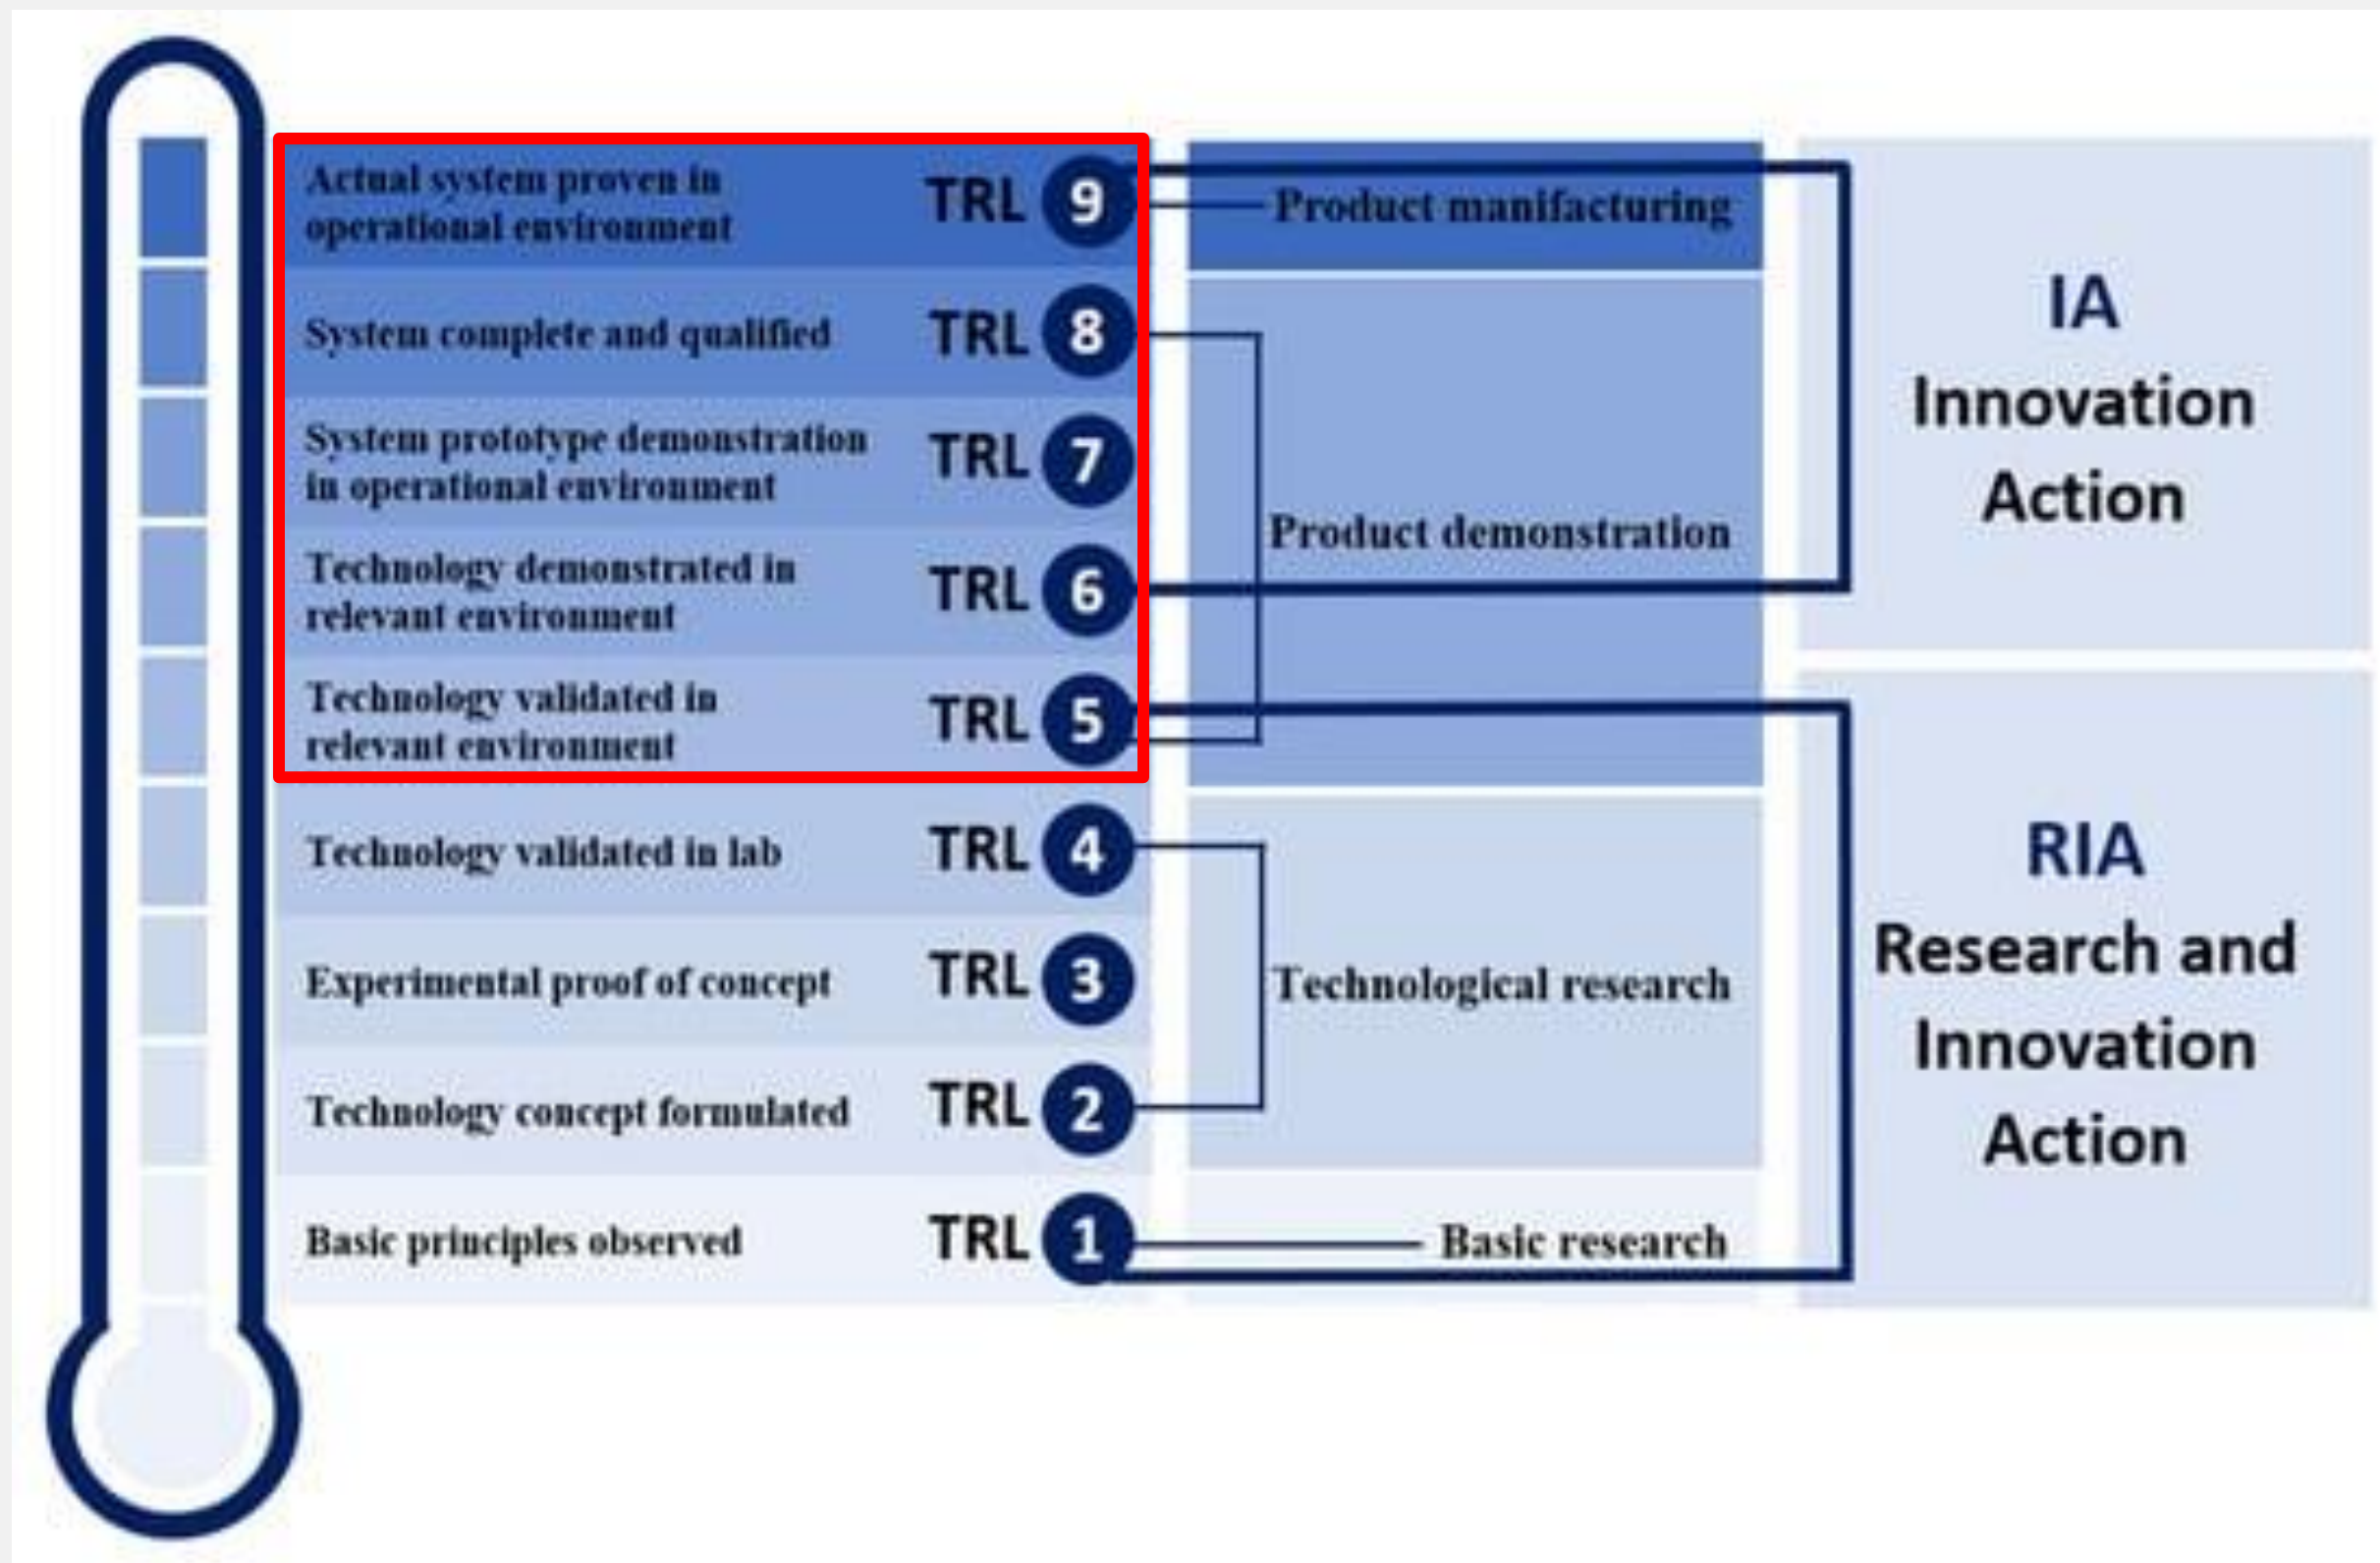 Actual system proven in
operational environment
TRL 9
Product manifacturing
System complete and qualified
TRL 8
System prototype demonstration
in operational environment
TRL 7
Technology demonstrated in
relevant environment
TRL 6
Product demonstration
Technology validated in
relevant environment
TRL 5
IA
Innovation
Action
Technology validated in lab
TRL 4
Experimental proof of concept
TRL 3
Technological research
Technology concept formulated
TRL 2
Basic principles observed
TRL 1
Basic research
RIA
Research and
Innovation
Action